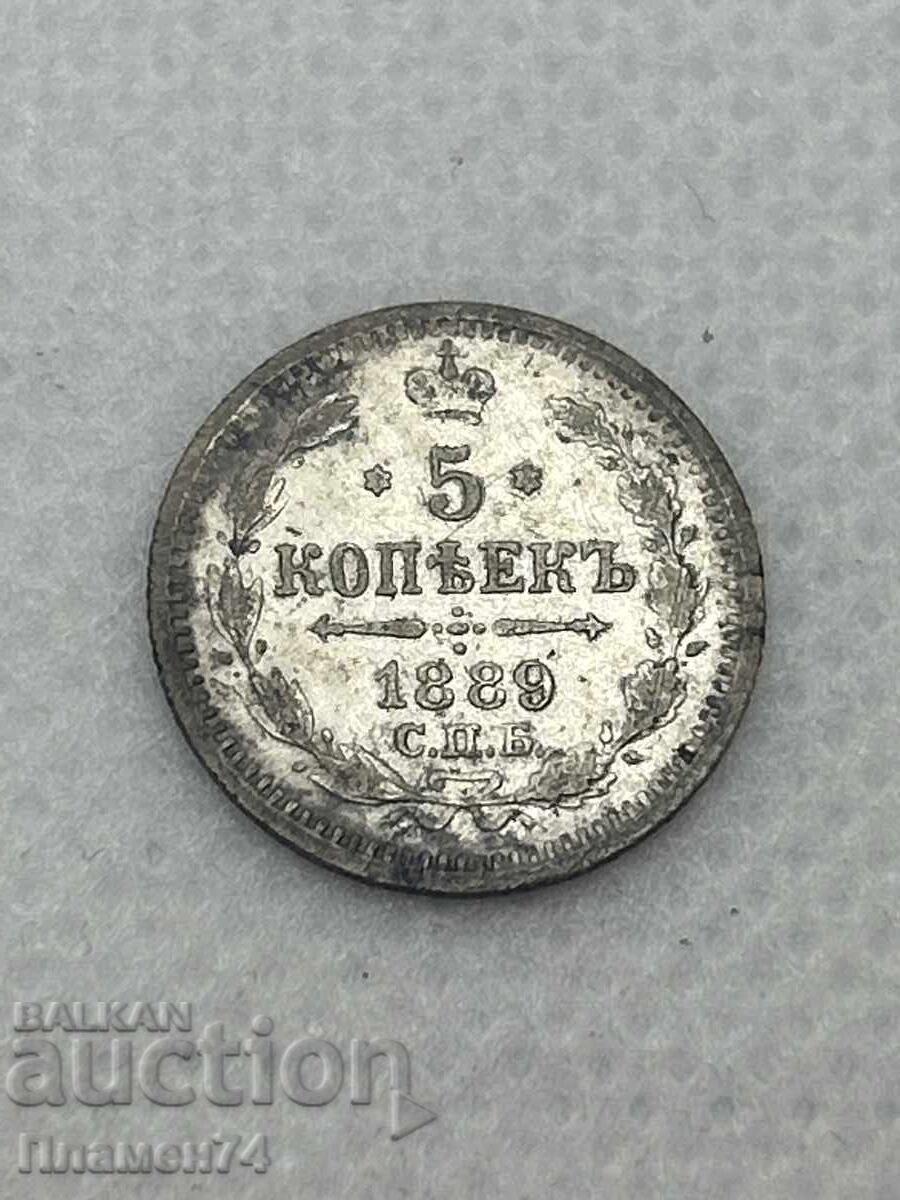 5
КОПѢЕКЪ
1889
С.П.Б.
BALKAN
auction
Пламен74